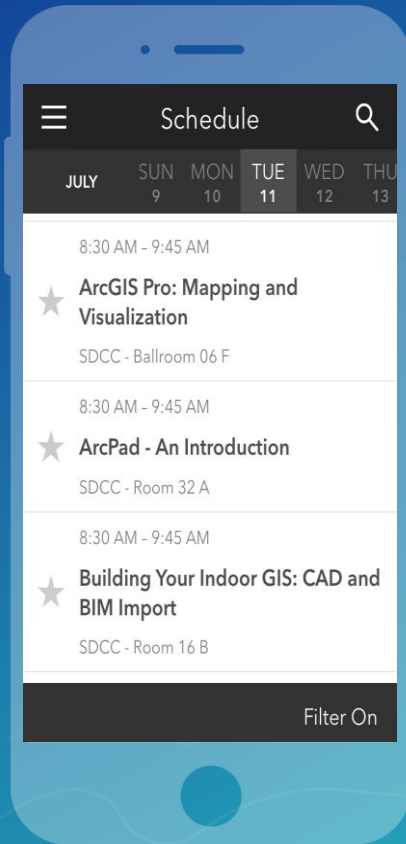 Schedule
JULY
SUN MON TUE WED THU
9 10 11 12 13
8:30 AM – 9:45 AM
ArcGIS Pro: Mapping and
Visualization
SDCC - Ballroom 06 F
8:30 AM – 9:45 AM
ArcPad - An Introduction
SDCC - Room 32 A
8:30 AM – 9:45 AM
Building Your Indoor GIS: CAD and
BIM Import
SDCC - Room 16 B
Filter On